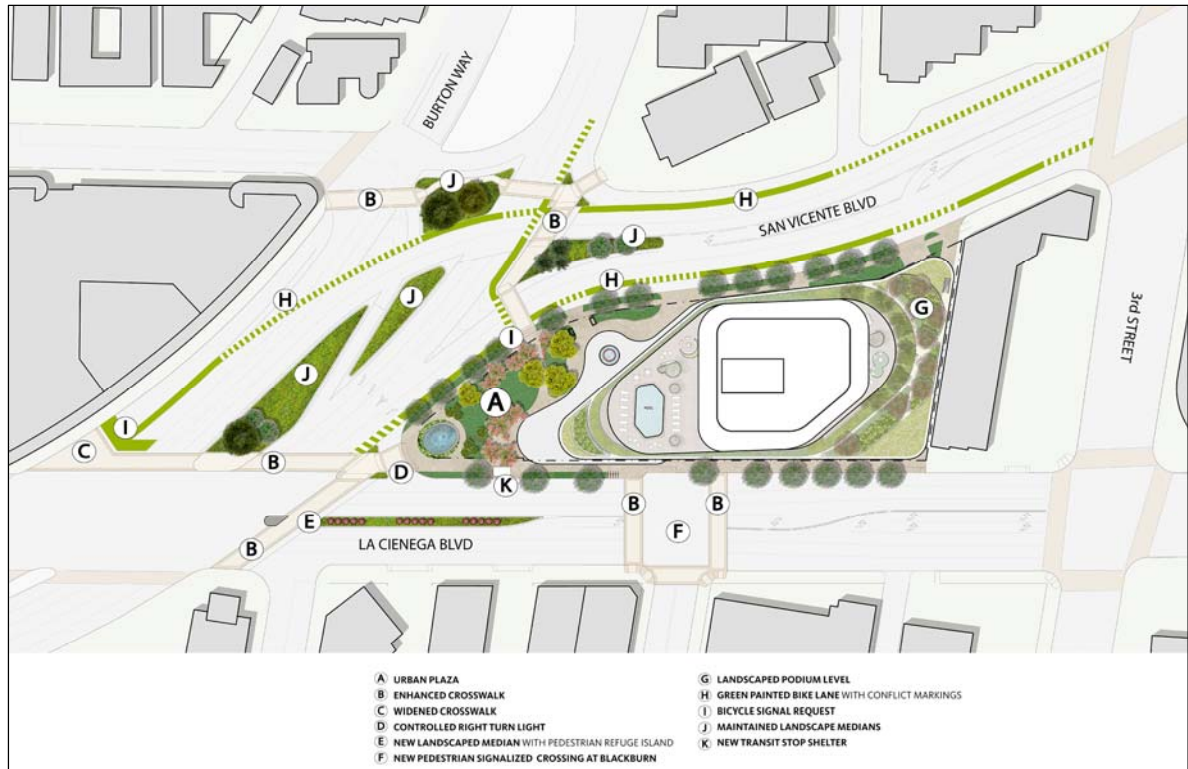 BURTON WAY
J
B
B
H
SAN VICENTE BLVD
J
H
J
H
G
3rd STREET
I
J
A
POOL
I
C
B
D
K
B
B
E
F
LA CIENEGA BLVD
B
A URBAN PLAZA
B ENHANCED CROSSWALK
C WIDENED CROSSWALK
D CONTROLLED RIGHT TURN LIGHT
E NEW LANDSCAPED MEDIAN WITH PEDESTRIAN REFUGE ISLAND
F NEW PEDESTRIAN SIGNALIZED CROSSING AT BLACKBURN
G LANDSCAPED PODIUM LEVEL
H GREEN PAINTED BIKE LANE WITH CONFLICT MARKINGS
I BICYCLE SIGNAL REQUEST
J MAINTAINED LANDSCAPE MEDIANS
K NEW TRANSIT STOP SHELTER